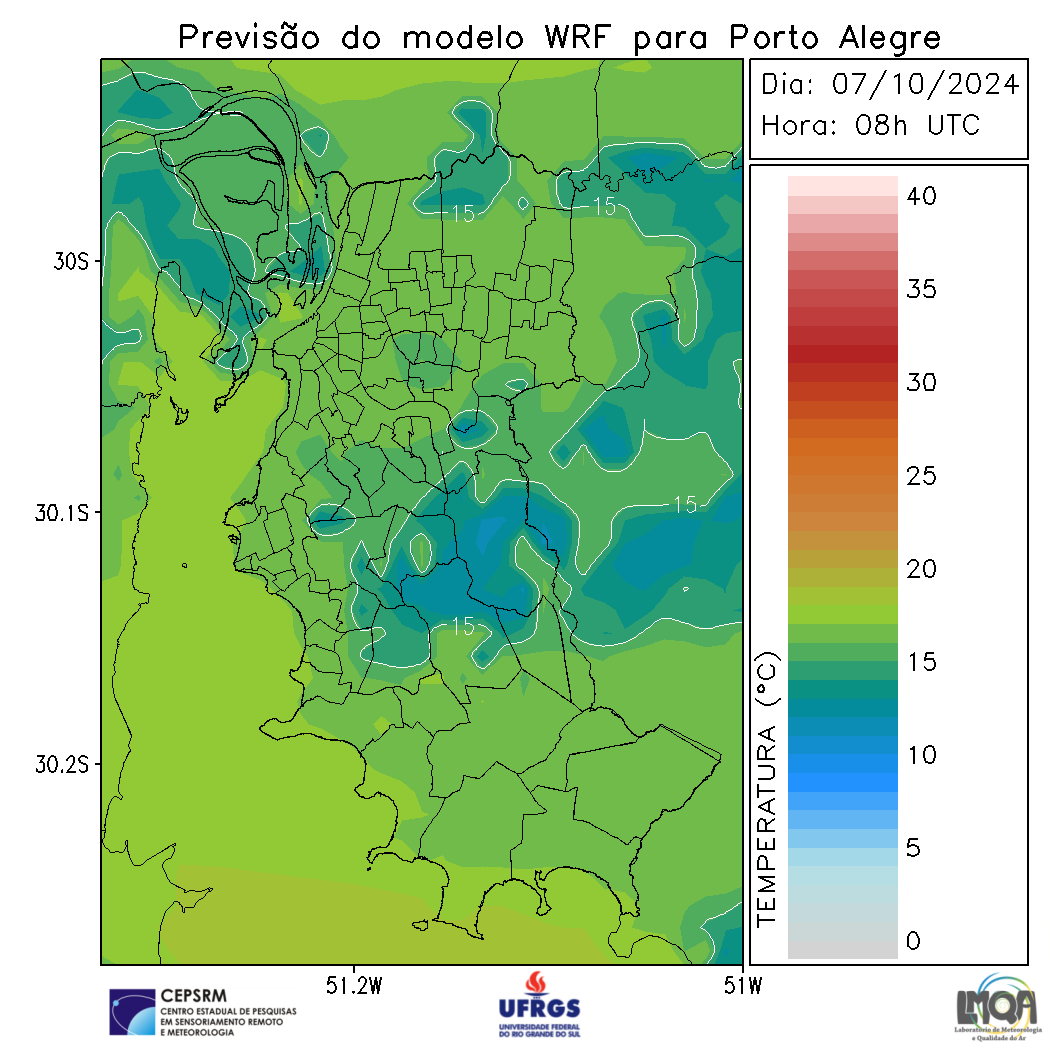 Previsão do modelo WRF para Porto Alegre
Dia: 07/10/2024
Hora: 08h UTC
30S
30.1S
30.2S
51.2W
51W
15
15
15
15
TEMPERATURA (°C)
40
35
30
25
20
15
10
5
0
CEPSRM
CENTRO ESTADUAL DE PESQUISAS
EM SENSORIAMENTO REMOTO
E METEOROLOGIA
UFRGS
UNIVERSIDADE FEDERAL
DO RIO GRANDE DO SUL
LMQA
Laboratório de Meteorologia
e Qualidade do Ar